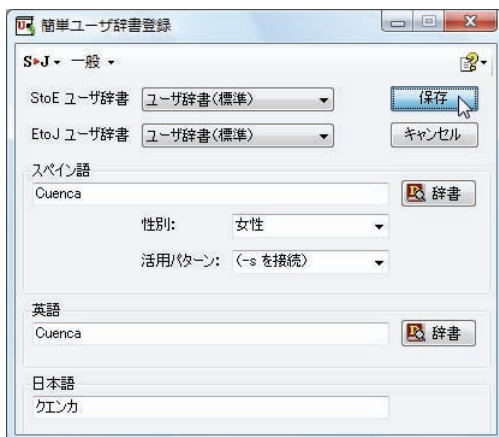 簡単ユーザ辞書登録
S▶J 一般
StoE ユーザ辞書 ユーザ辞書(標準) 保存
EtoJ ユーザ辞書 ユーザ辞書(標準) キャンセル
スペイン語
Cuenca 辞書
性別: 女性
活用パターン: (-s を接続)
英語
Cuenca 辞書
日本語
クエンカ